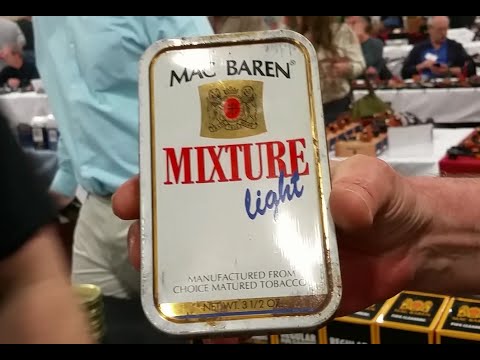 MAC BAREN®
MIXTURE
light
MANUFACTURED FROM
CHOICE MATURED TOBACCO
NET WT. 3 1/2 OZ